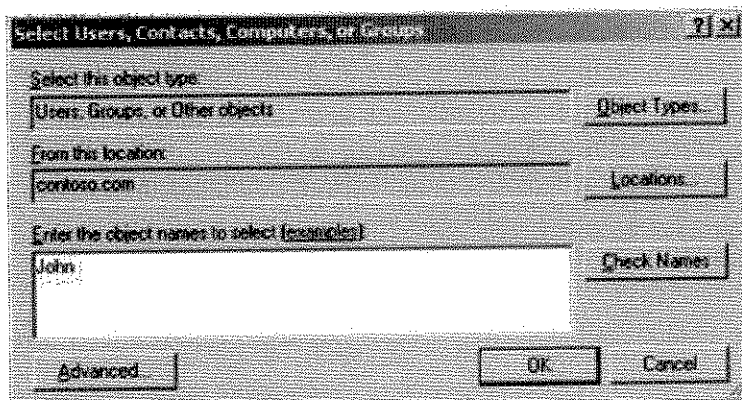 Select Users, Contacts, Computers, or Groups
Select this object type:
Users, Groups, or Other objects
Object Types...
From this location:
contoso.com
Locations...
Enter the object names to select (examples):
John
Check Names
Advanced...
OK
Cancel